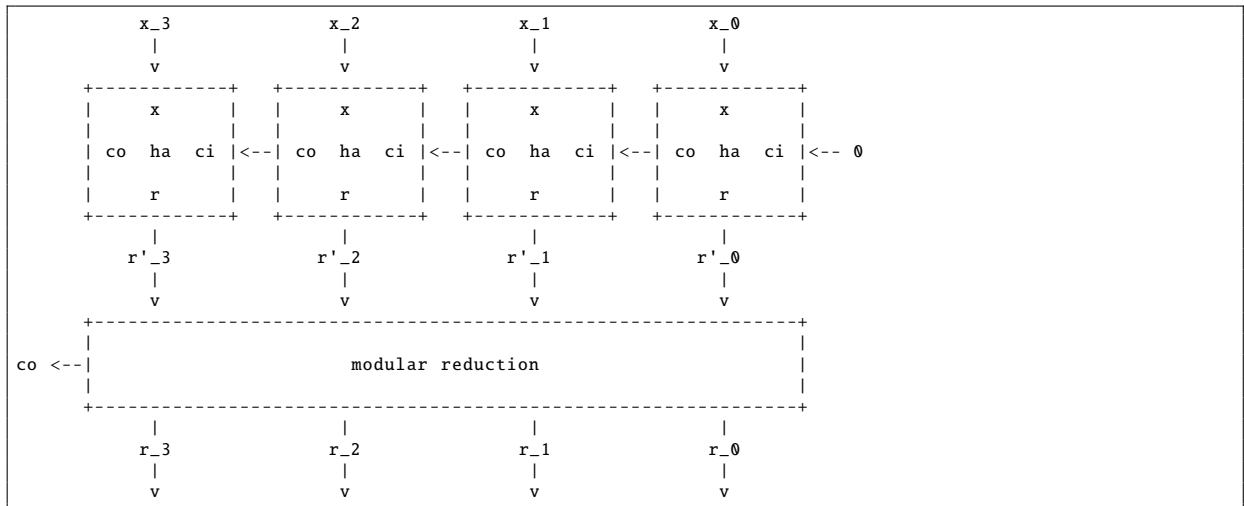 x_3 x_2 x_1 x_0
| | | |
v v v v
+------------+ +------------+ +------------+ +------------+
| x | | x | | x | | x |
| | | | | | | |
| co ha ci |<--| co ha ci |<--| co ha ci |<--| co ha ci |<-- 0
| | | | | | | |
| r | | r | | r | | r |
+------------+ +------------+ +------------+ +------------+
| | | |
r'_3 r'_2 r'_1 r'_0
| | | |
v v v v
+------------------------------------------------------------+
| |
co <--| modular reduction |
| |
+------------------------------------------------------------+
| | | |
r_3 r_2 r_1 r_0
| | | |
v v v v